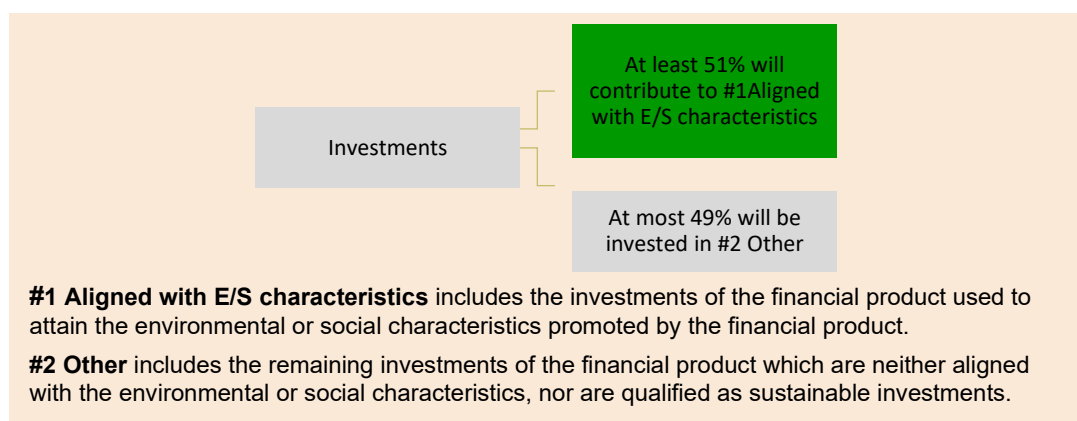 At least 51% will
contribute to #1Aligned
with E/S characteristics
Investments
At most 49% will be
invested in #2 Other
#1 Aligned with E/S characteristics includes the investments of the financial product used to
attain the environmental or social characteristics promoted by the financial product.
#2 Other includes the remaining investments of the financial product which are neither aligned
with the environmental or social characteristics, nor are qualified as sustainable investments.